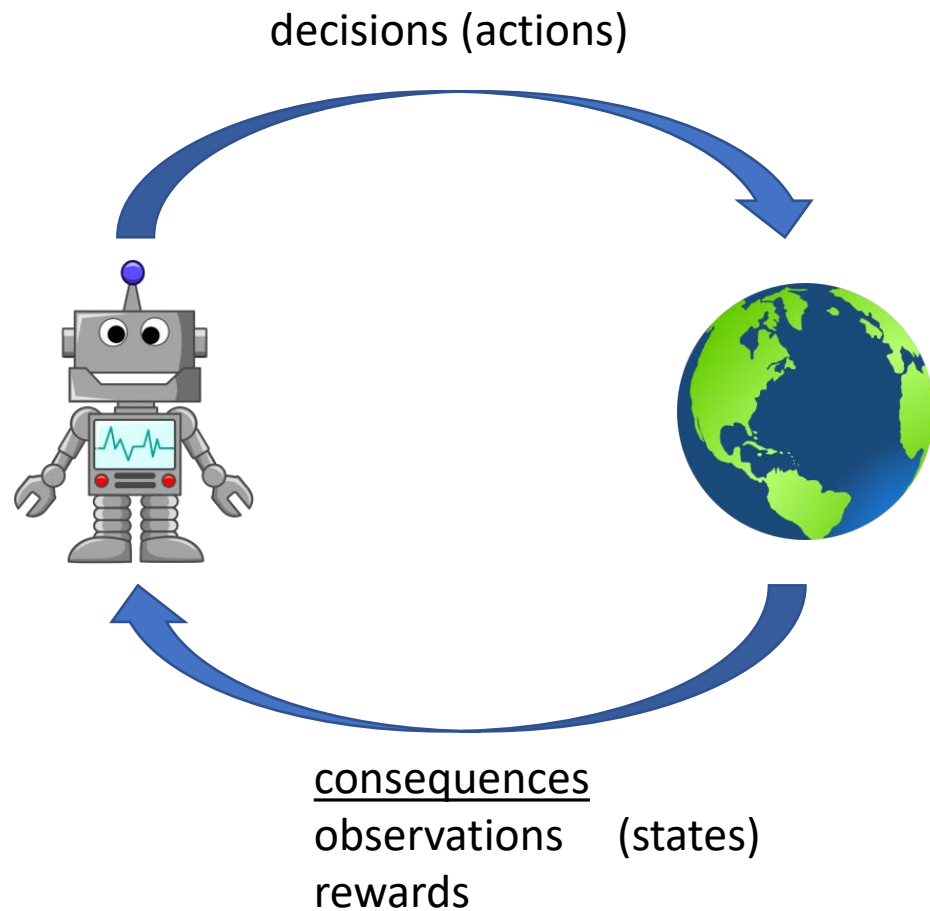 decisions (actions)
consequences
observations (states)
rewards